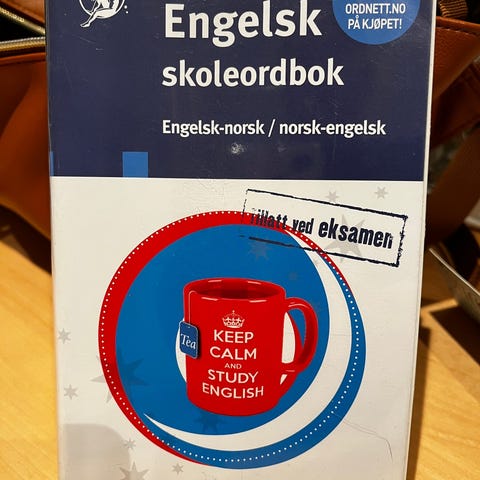 ORDNETT.NO
PÅ KJØPET!
Engelsk
skoleordbok
Engelsk-norsk / norsk-engelsk
Tillatt ved eksamen
Tea
KEEP
CALM
AND
STUDY
ENGLISH